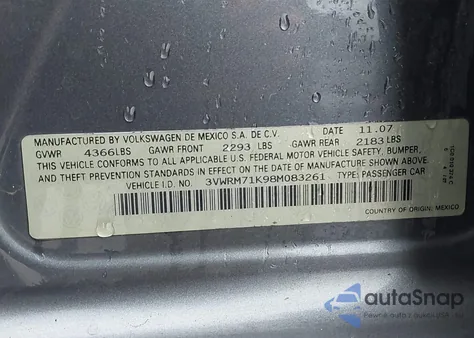 MANUFACTURED BY VOLKSWAGEN DE MEXICO S.A. DE C.V. DATE 11.07
GVWR 4366LBS GAWR FRONT 2293 LBS GAWR REAR 2183 LBS
THIS VEHICLE CONFORMS TO ALL APPLICABLE U.S. FEDERAL MOTOR VEHICLE SAFETY, BUMPER,
AND THEFT PREVENTION STANDARDS IN EFFECT ON THE DATE OF MANUFACTURE SHOWN ABOVE.
VEHICLE I.D. NO. 3VWRM71K98M083261 TYPE: PASSENGER CAR
COUNTRY OF ORIGIN: MEXICO
autoSnap